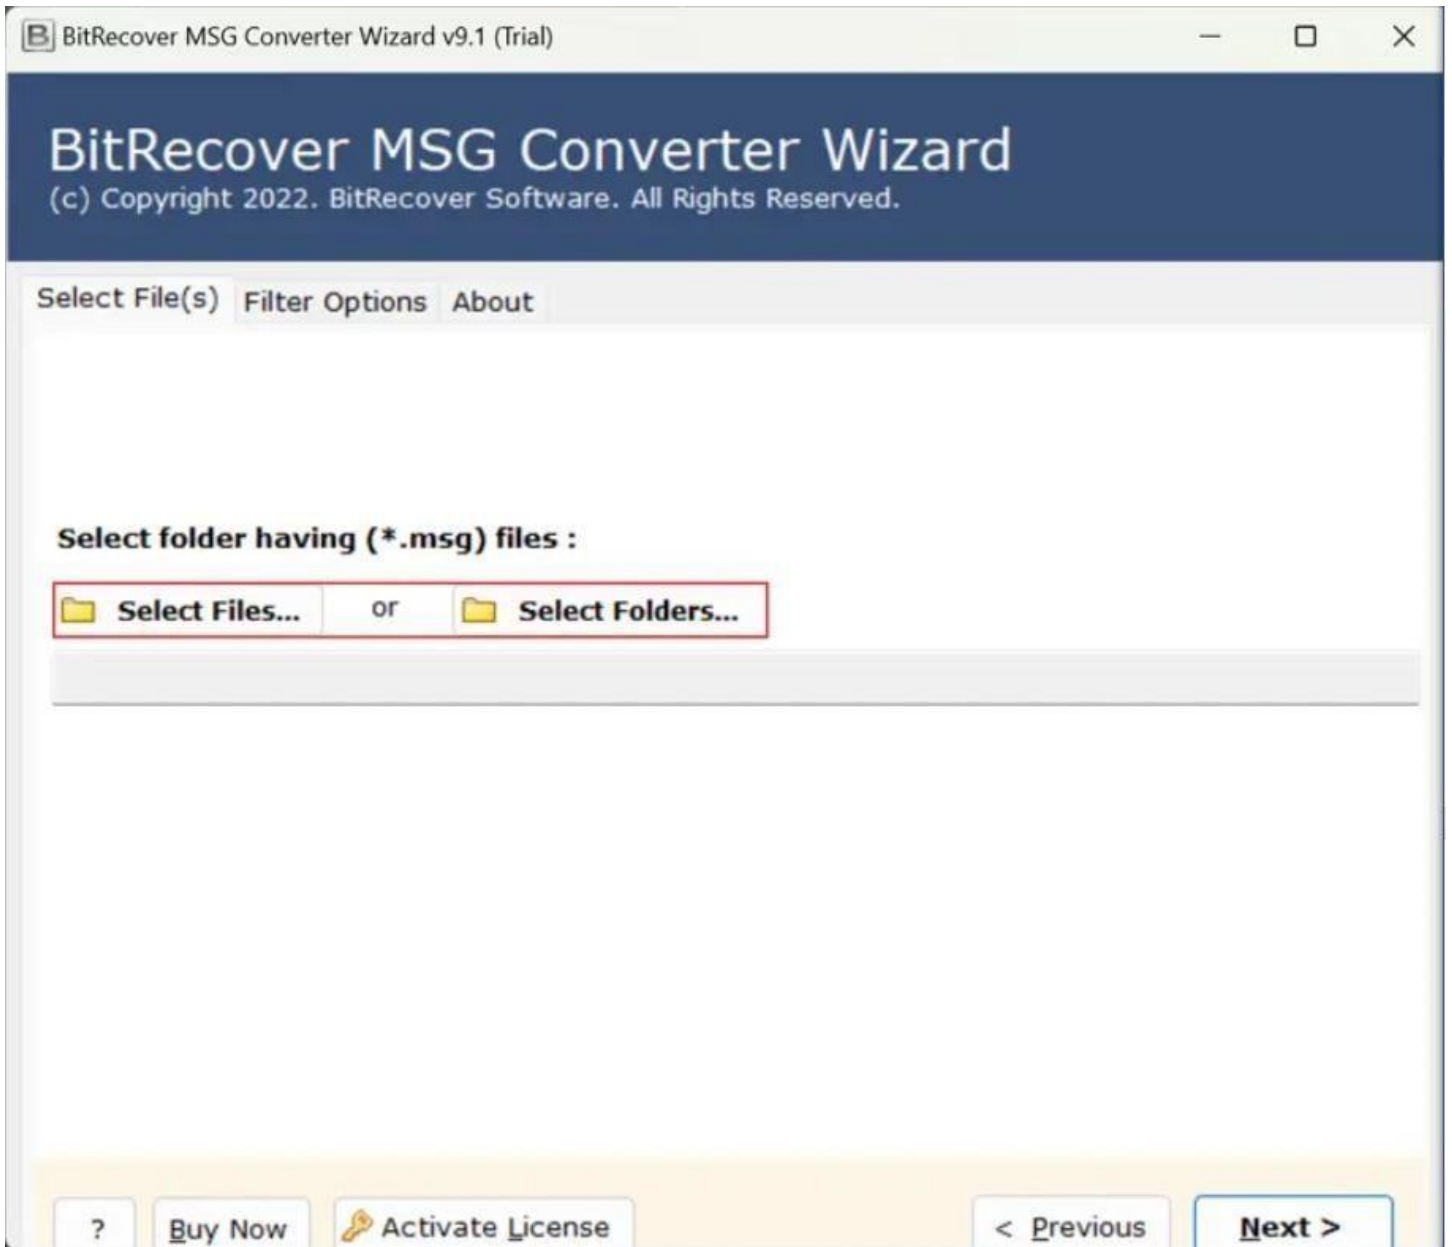 B BitRecover MSG Converter Wizard v9.1 (Trial)
BitRecover MSG Converter Wizard
(c) Copyright 2022. BitRecover Software. All Rights Reserved.
Select File(s) Filter Options About
Select folder having (*.msg) files :
Select Files... or Select Folders...
? Buy Now Activate License < Previous Next >